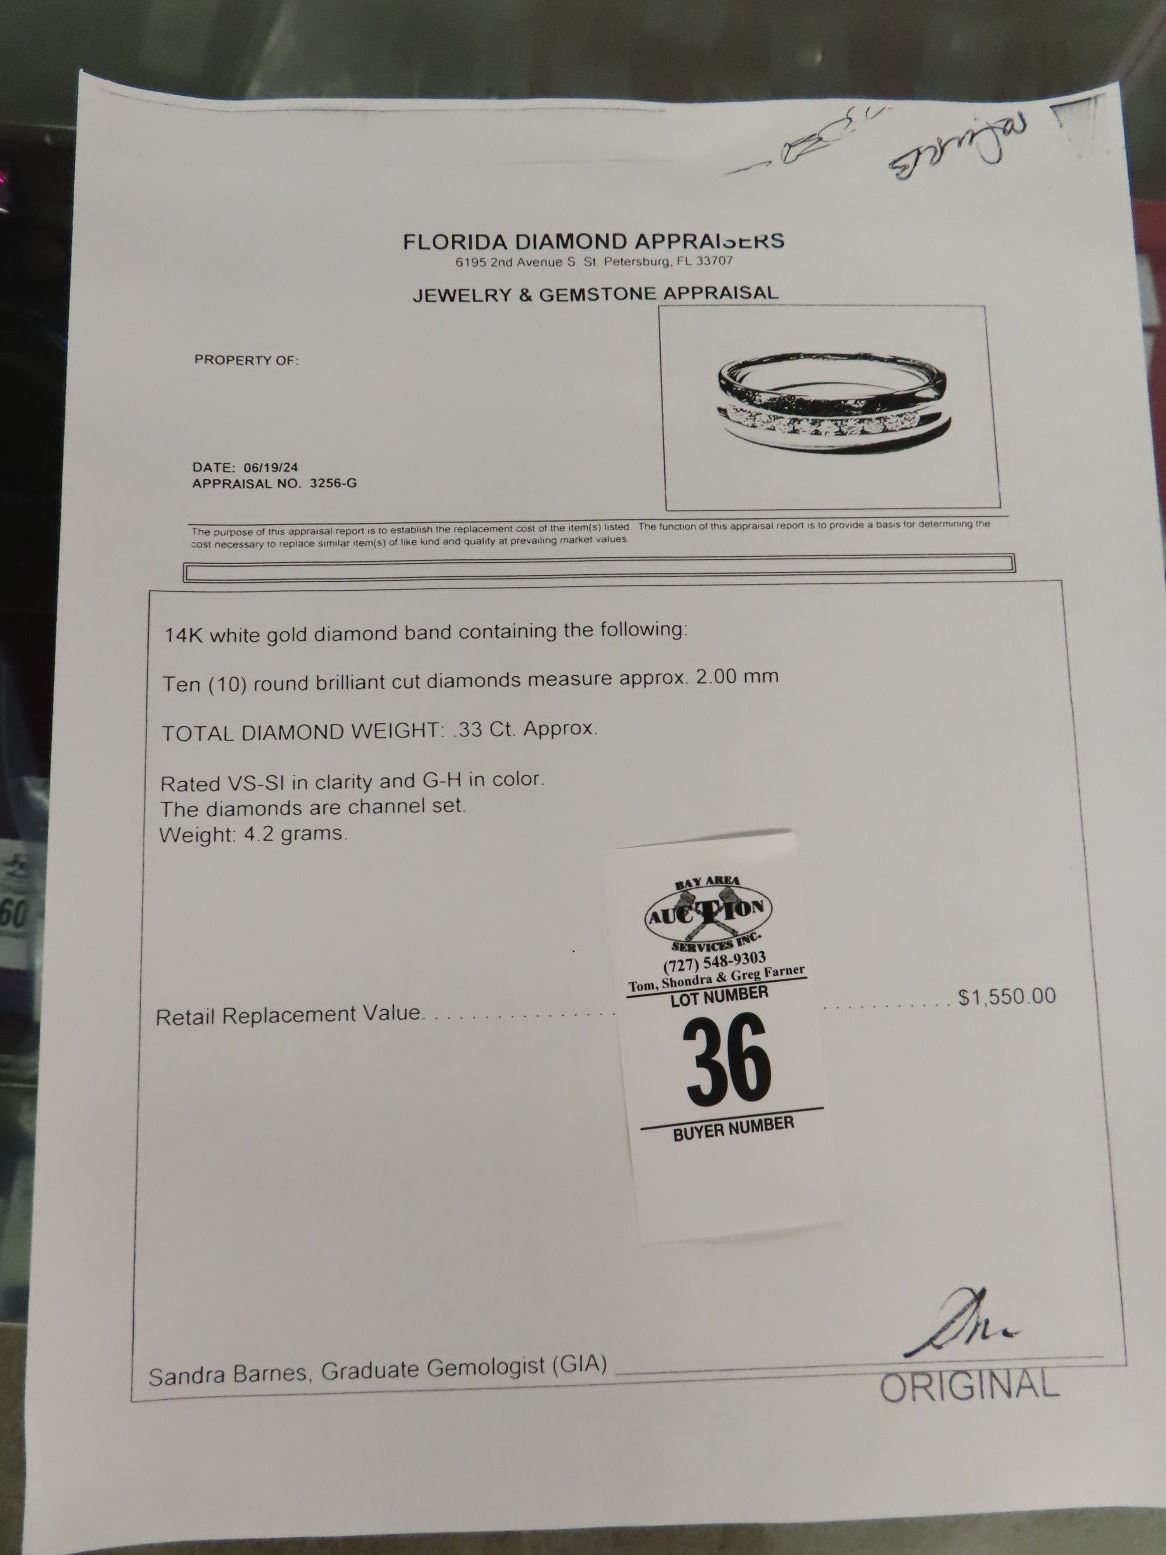 FLORIDA DIAMOND APPRAISERS
6195 2nd Avenue S. St. Petersburg, FL 33707
JEWELRY & GEMSTONE APPRAISAL
PROPERTY OF:
DATE: 06/19/24
APPRAISAL NO. 3256-G
The purpose of this appraisal report is to establish the replacement cost of the item(s) listed. The function of this appraisal report is to provide a basis for determining the
cost necessary to replace similar item(s) of like kind and quality at prevailing market values.
14K white gold diamond band containing the following:
Ten (10) round brilliant cut diamonds measure approx. 2.00 mm
TOTAL DIAMOND WEIGHT: .33 Ct. Approx.
Rated VS-SI in clarity and G-H in color.
The diamonds are channel set.
Weight: 4.2 grams.
Retail Replacement Value. . . . . . . . . . . . . . . . . . . . . . . . . . . . $1,550.00
BAY AREA
AUCTION
SERVICES INC.
(727) 548-9303
Tom, Shondra & Greg Farner
LOT NUMBER
36
BUYER NUMBER
Sandra Barnes, Graduate Gemologist (GIA)
ORIGINAL
60